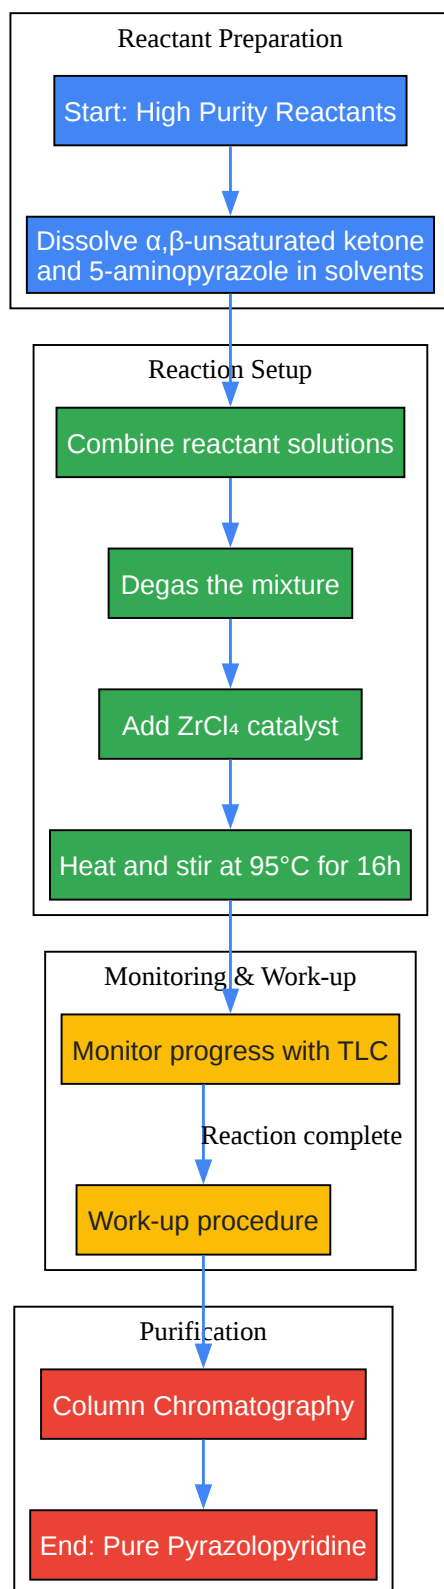 Reactant Preparation
Start: High Purity Reactants
Dissolve α,β-unsaturated ketone
and 5-aminopyrazole in solvents
Reaction Setup
Combine reactant solutions
Degas the mixture
Add ZrCl₄ catalyst
Heat and stir at 95°C for 16h
Monitoring & Work-up
Monitor progress with TLC
Reaction complete
Work-up procedure
Purification
Column Chromatography
End: Pure Pyrazolopyridine